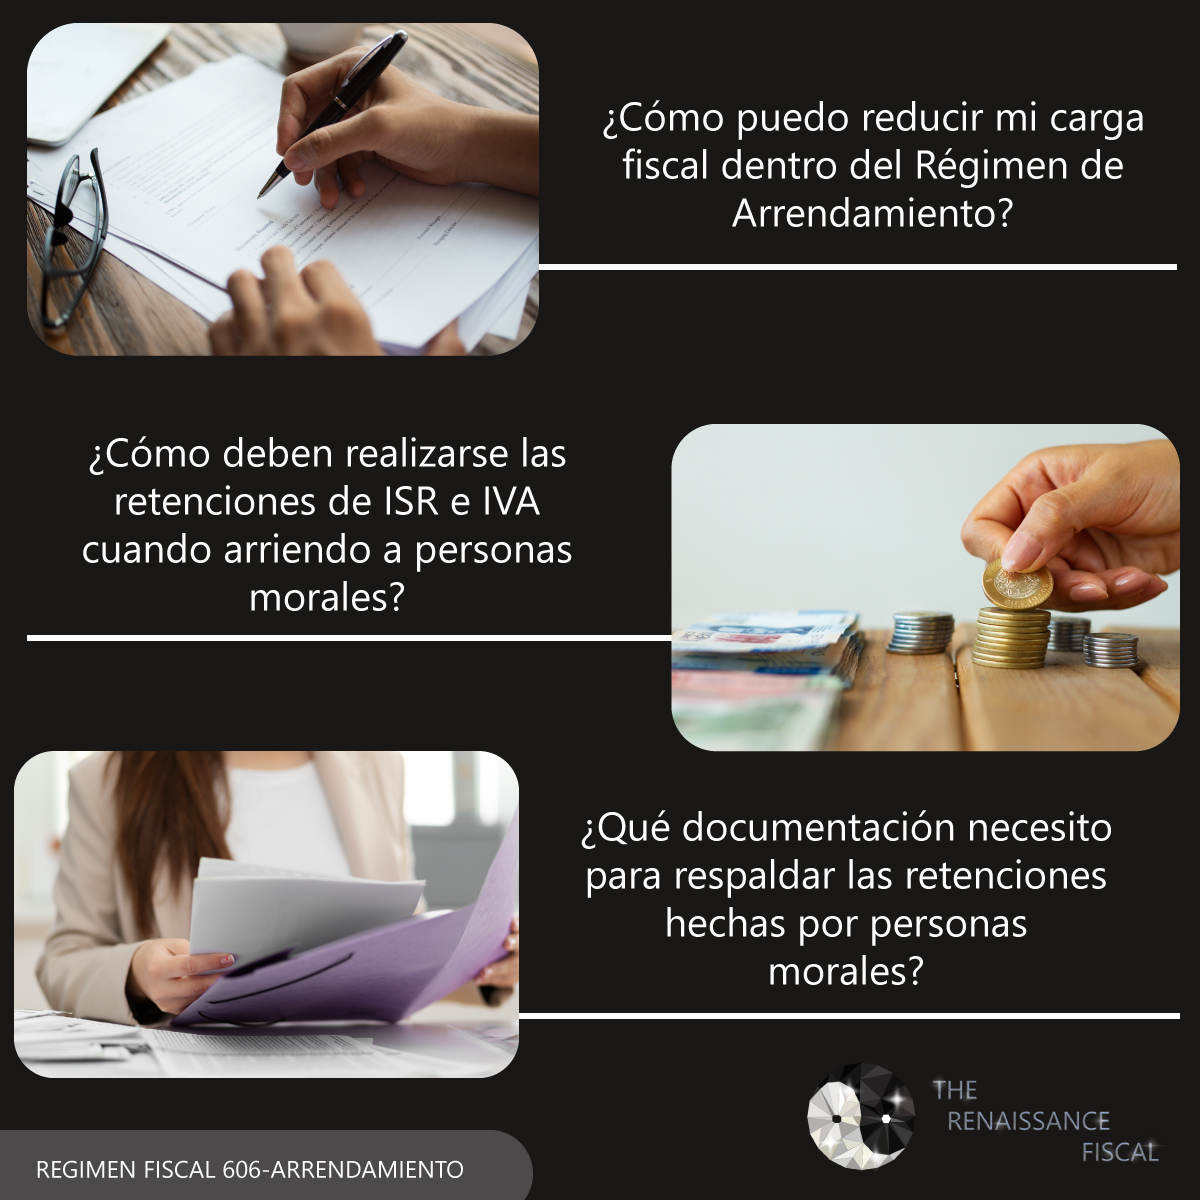 ¿Cómo puedo reducir mi carga
fiscal dentro del Régimen de
Arrendamiento?
¿Cómo deben realizarse las
retenciones de ISR e IVA
cuando arriendo a personas
morales?
¿Qué documentación necesito
para respaldar las retenciones
hechas por personas
morales?
THE
RENAISSANCE
FISCAL
REGIMEN FISCAL 606-ARRENDAMIENTO